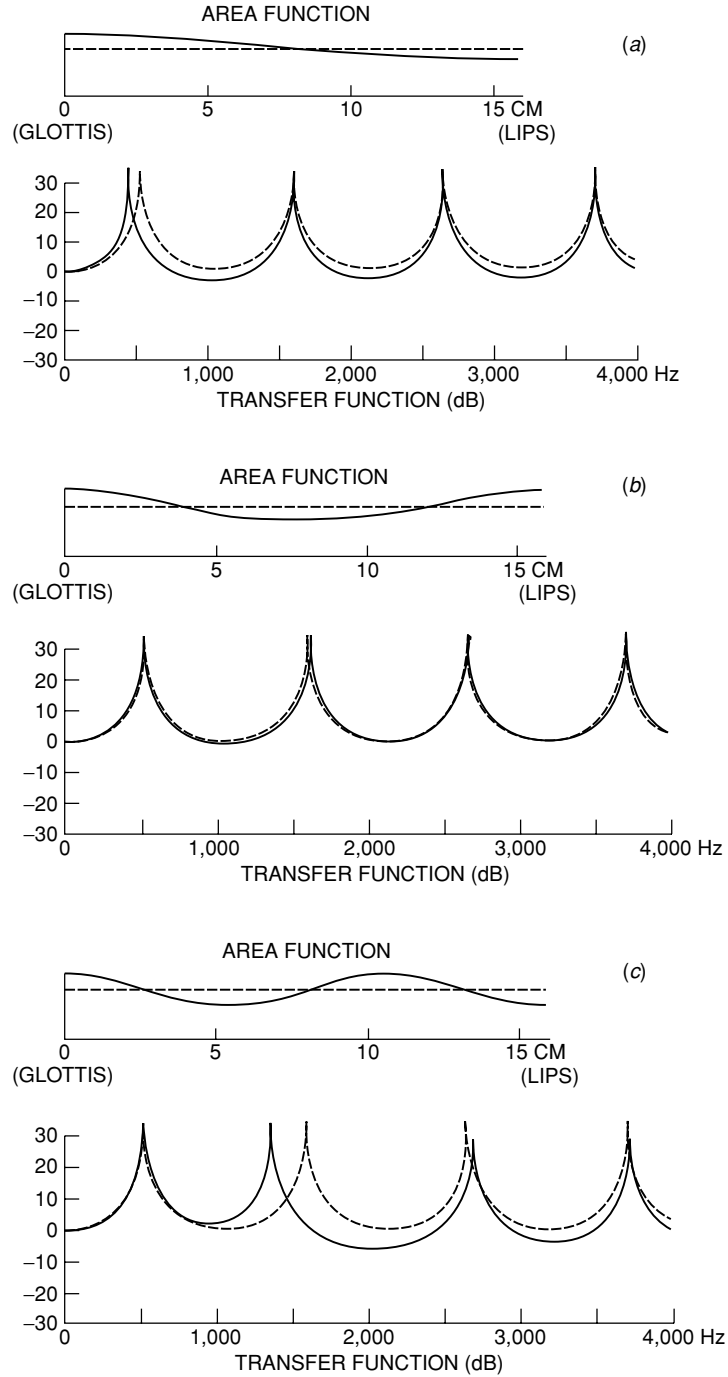 AREA FUNCTION
(a)
0 5 10 15 CM
(GLOTTIS) (LIPS)
30
20
10
0
–10
–20
–30
0 1,000 2,000 3,000 4,000 Hz
TRANSFER FUNCTION (dB)
AREA FUNCTION
(b)
0 5 10 15 CM
(GLOTTIS) (LIPS)
30
20
10
0
–10
–20
–30
0 1,000 2,000 3,000 4,000 Hz
TRANSFER FUNCTION (dB)
AREA FUNCTION
(c)
0 5 10 15 CM
(GLOTTIS) (LIPS)
30
20
10
0
–10
–20
–30
0 1,000 2,000 3,000 4,000 Hz
TRANSFER FUNCTION (dB)